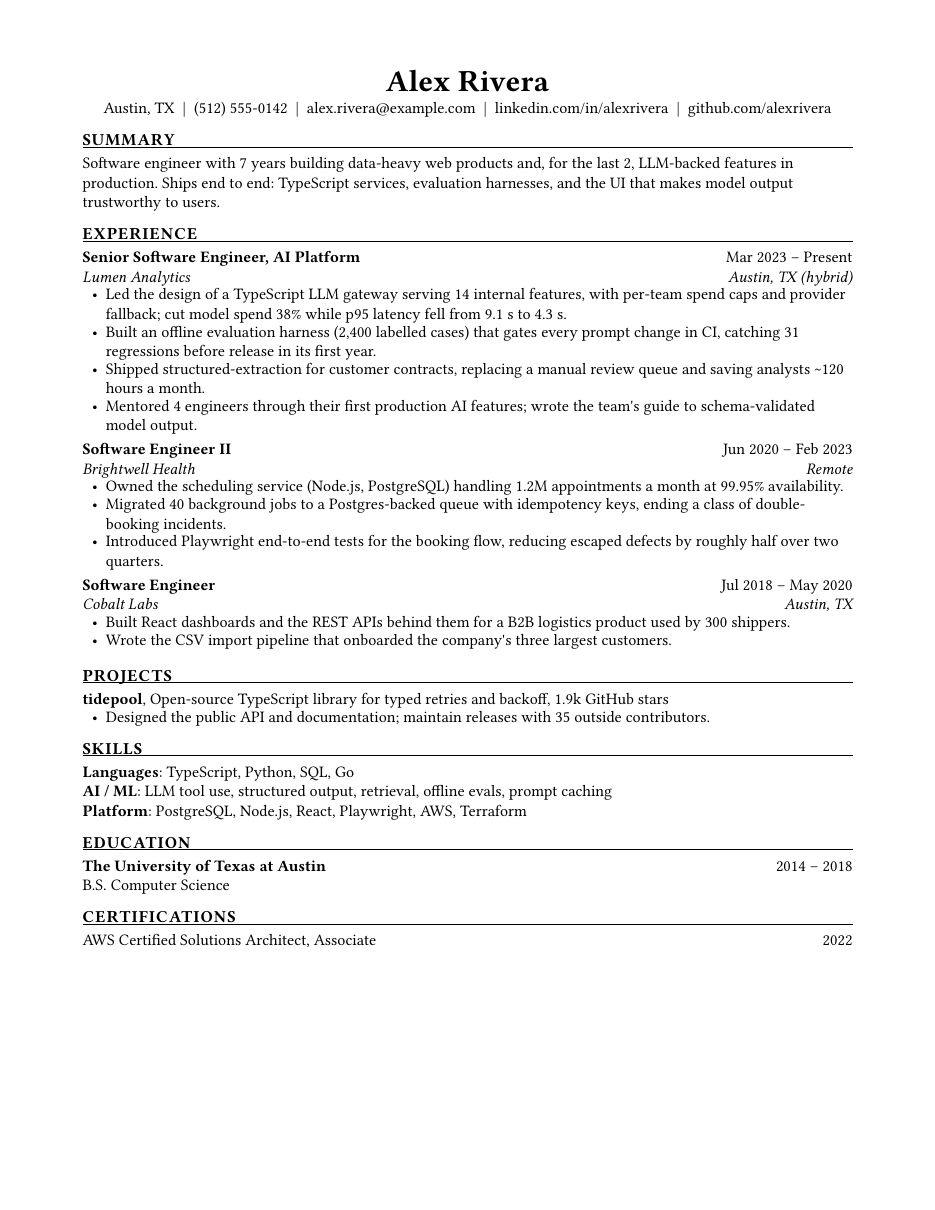 Alex Rivera
Austin, TX | (512) 555-0142 | alex.rivera@example.com | linkedin.com/in/alexrivera | github.com/alexrivera
SUMMARY
Software engineer with 7 years building data-heavy web products and, for the last 2, LLM-backed features in
production. Ships end to end: TypeScript services, evaluation harnesses, and the UI that makes model output
trustworthy to users.
EXPERIENCE
Senior Software Engineer, AI Platform Mar 2023 – Present
Lumen Analytics Austin, TX (hybrid)
• Led the design of a TypeScript LLM gateway serving 14 internal features, with per-team spend caps and provider
fallback; cut model spend 38% while p95 latency fell from 9.1 s to 4.3 s.
• Built an offline evaluation harness (2,400 labelled cases) that gates every prompt change in CI, catching 31
regressions before release in its first year.
• Shipped structured-extraction for customer contracts, replacing a manual review queue and saving analysts ~120
hours a month.
• Mentored 4 engineers through their first production AI features; wrote the team's guide to schema-validated
model output.
Software Engineer II Jun 2020 – Feb 2023
Brightwell Health Remote
• Owned the scheduling service (Node.js, PostgreSQL) handling 1.2M appointments a month at 99.95% availability.
• Migrated 40 background jobs to a Postgres-backed queue with idempotency keys, ending a class of double-
booking incidents.
• Introduced Playwright end-to-end tests for the booking flow, reducing escaped defects by roughly half over two
quarters.
Software Engineer Jul 2018 – May 2020
Cobalt Labs Austin, TX
• Built React dashboards and the REST APIs behind them for a B2B logistics product used by 300 shippers.
• Wrote the CSV import pipeline that onboarded the company's three largest customers.
PROJECTS
tidepool, Open-source TypeScript library for typed retries and backoff, 1.9k GitHub stars
• Designed the public API and documentation; maintain releases with 35 outside contributors.
SKILLS
Languages: TypeScript, Python, SQL, Go
AI / ML: LLM tool use, structured output, retrieval, offline evals, prompt caching
Platform: PostgreSQL, Node.js, React, Playwright, AWS, Terraform
EDUCATION
The University of Texas at Austin 2014 – 2018
B.S. Computer Science
CERTIFICATIONS
AWS Certified Solutions Architect, Associate 2022